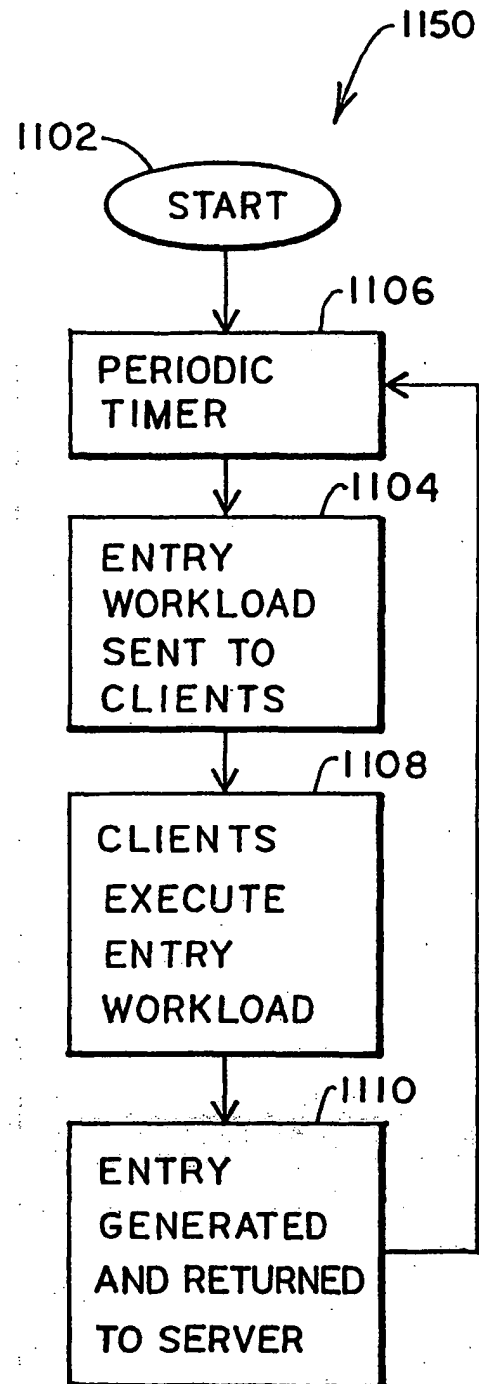 1150
1102
START
1106
PERIODIC
TIMER
1104
ENTRY
WORKLOAD
SENT TO
CLIENTS
1108
CLIENTS
EXECUTE
ENTRY
WORKLOAD
1110
ENTRY
GENERATED
AND RETURNED
TO SERVER